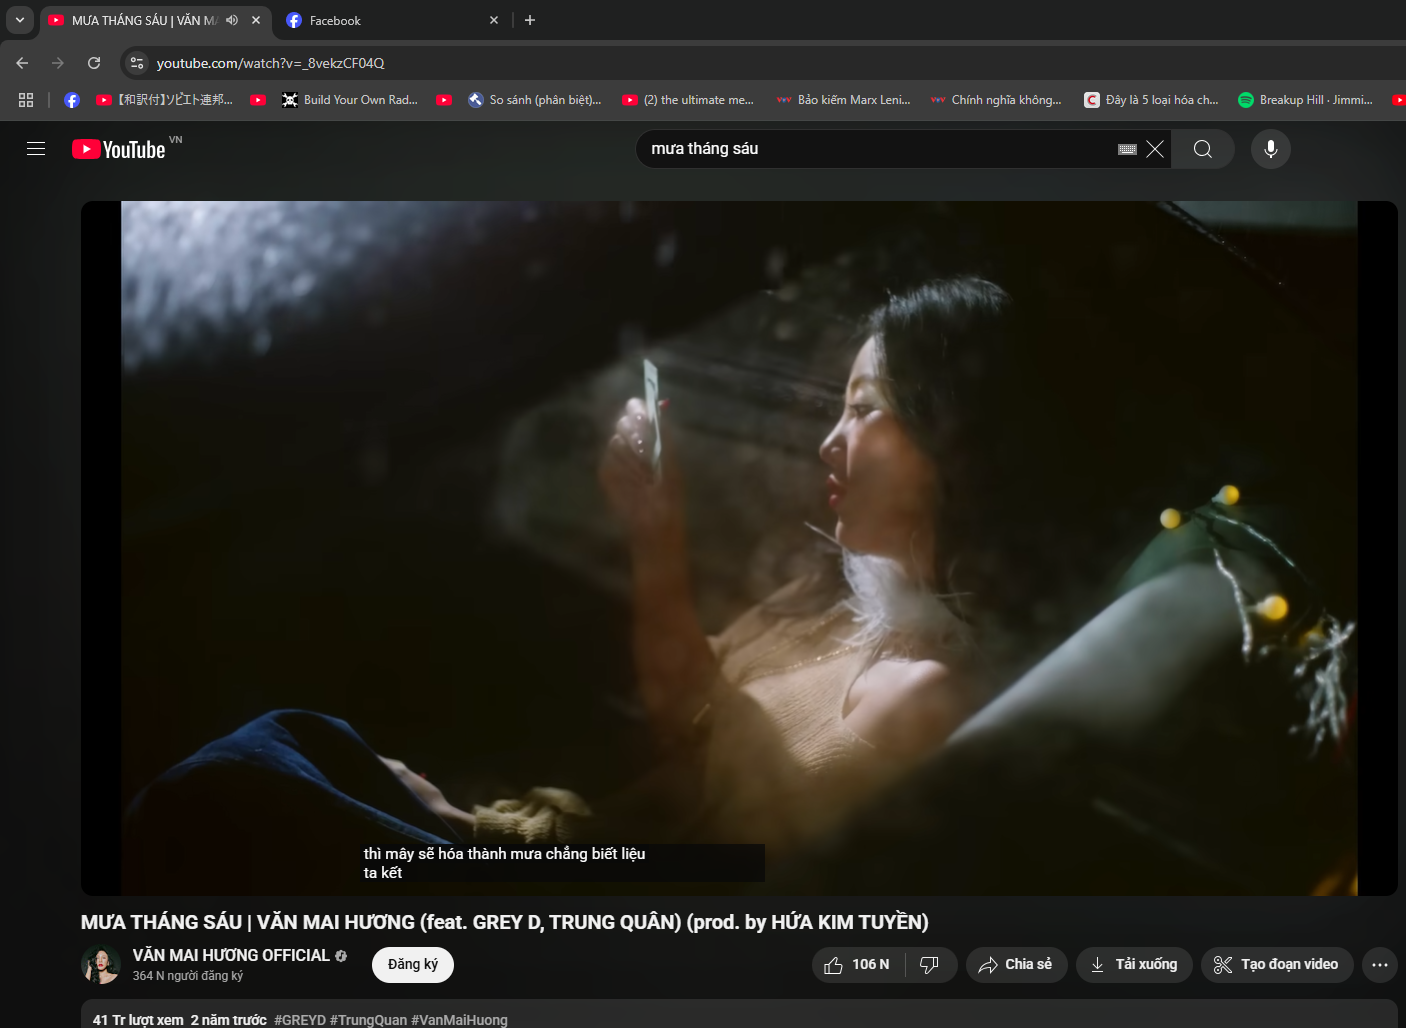 MƯA THÁNG SÁU | VĂN MA
Facebook
youtube.com/watch?v=_8vekzCF04Q
【和訳付】ソビエト連邦...
Build Your Own Rad...
So sánh (phân biệt)...
(2) the ultimate me...
Bảo kiếm Marx Leni...
Chính nghĩa không...
Đây là 5 loại hóa ch...
Breakup Hill · Jimmi...
YouTube VN
mưa tháng sáu
thì mây sẽ hóa thành mưa chẳng biết liệu
ta kết
MƯA THÁNG SÁU | VĂN MAI HƯƠNG (feat. GREY D, TRUNG QUÂN) (prod. by HỨA KIM TUYỀN)
VĂN MAI HƯƠNG OFFICIAL
364 N người đăng ký
Đăng ký
106 N
Chia sẻ
Tải xuống
Tạo đoạn video
41 Tr lượt xem 2 năm trước #GREYD #TrungQuan #VanMaiHuong